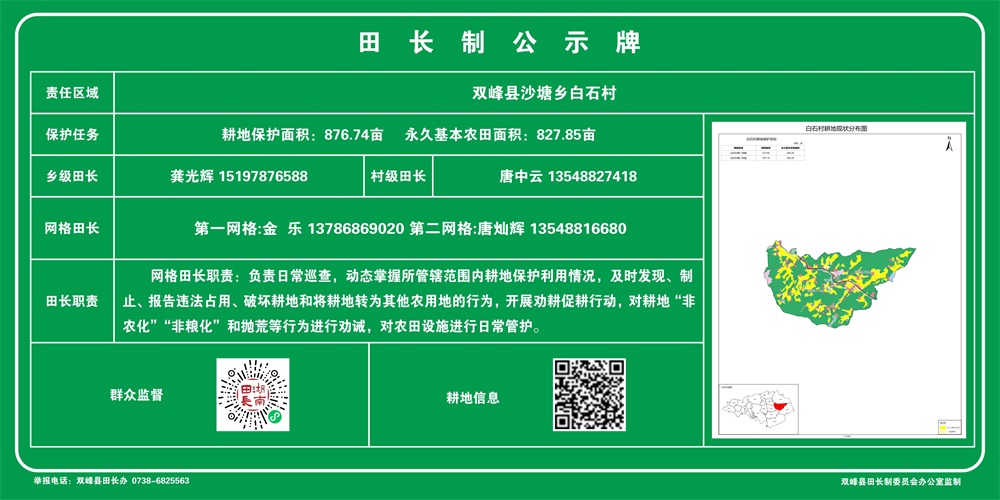 田长制公示牌
责任区域 双峰县沙塘乡白石村
保护任务 耕地保护面积：876.74亩 永久基本农田面积：827.85亩
乡级田长 龚光辉 15197876588 村级田长 唐中云 13548827418
网格田长 第一网格:金 乐 13786869020 第二网格:唐灿辉 13548816680
田长职责
网格田长职责：负责日常巡查，动态掌握所管辖范围内耕地保护利用情况，及时发现、制
止、报告违法占用、破坏耕地和将耕地转为其他农用地的行为，开展劝耕促耕行动，对耕地“非
农化”“非粮化”和抛荒等行为进行劝诫，对农田设施进行日常管护。
群众监督
湖南田长
耕地信息
白石村耕地现状分布图
N
举报电话：双峰县田长办 0738-6825563
双峰县田长制委员会办公室监制